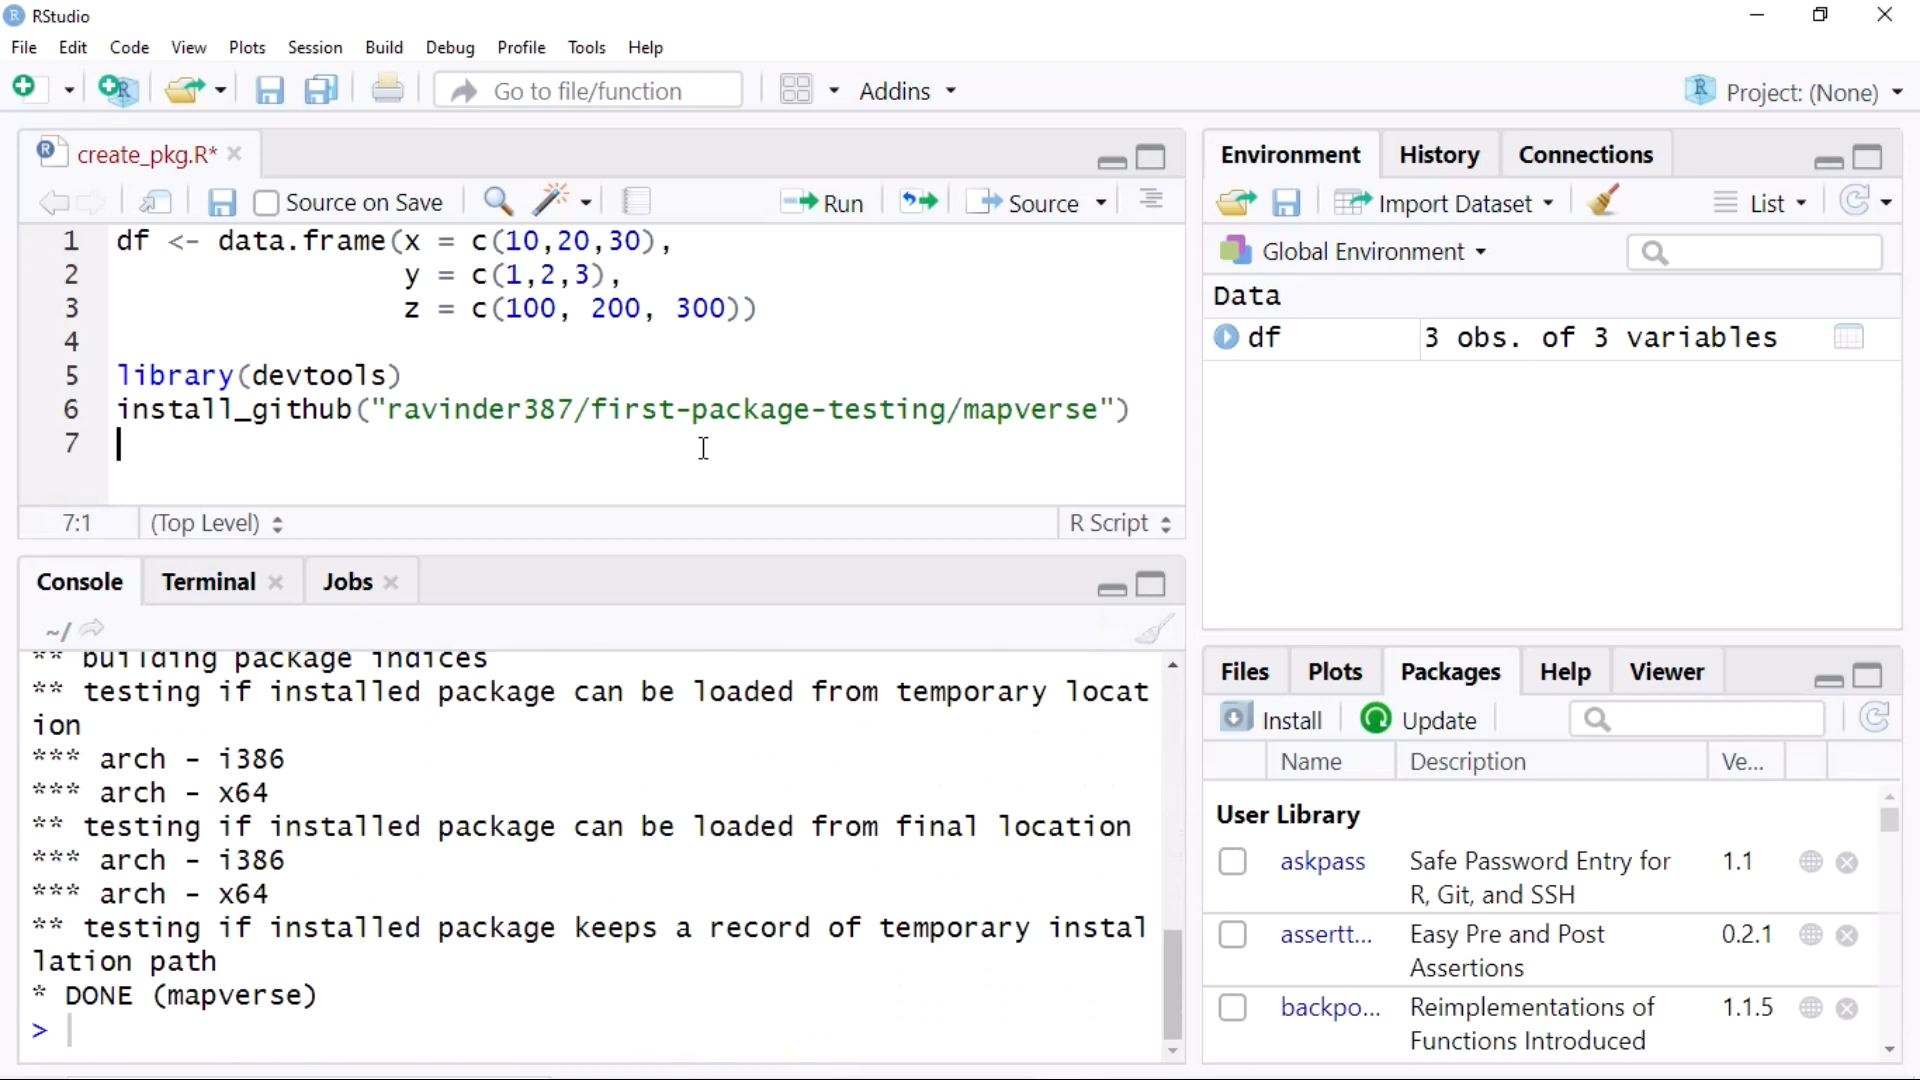 RStudio
File Edit Code View Plots Session Build Debug Profile Tools Help
Go to file/function Addins Project: (None)
create_pkg.R*
Source on Save Run Source
1 df <- data.frame(x = c(10,20,30),
2 y = c(1,2,3),
3 z = c(100, 200, 300))
4
5 library(devtools)
6 install_github("ravinder387/first-package-testing/mapverse")
7
7:1 (Top Level) R Script
Console Terminal Jobs
~/
** building package indices
** testing if installed package can be loaded from temporary locat
ion
*** arch - i386
*** arch - x64
** testing if installed package can be loaded from final location
*** arch - i386
*** arch - x64
** testing if installed package keeps a record of temporary instal
lation path
* DONE (mapverse)
>
Environment History Connections
Import Dataset List
Global Environment
Data
df 3 obs. of 3 variables
Files Plots Packages Help Viewer
Install Update
Name Description Ve...
User Library
askpass Safe Password Entry for 1.1
R, Git, and SSH
assertt... Easy Pre and Post 0.2.1
Assertions
backpo... Reimplementations of 1.1.5
Functions Introduced